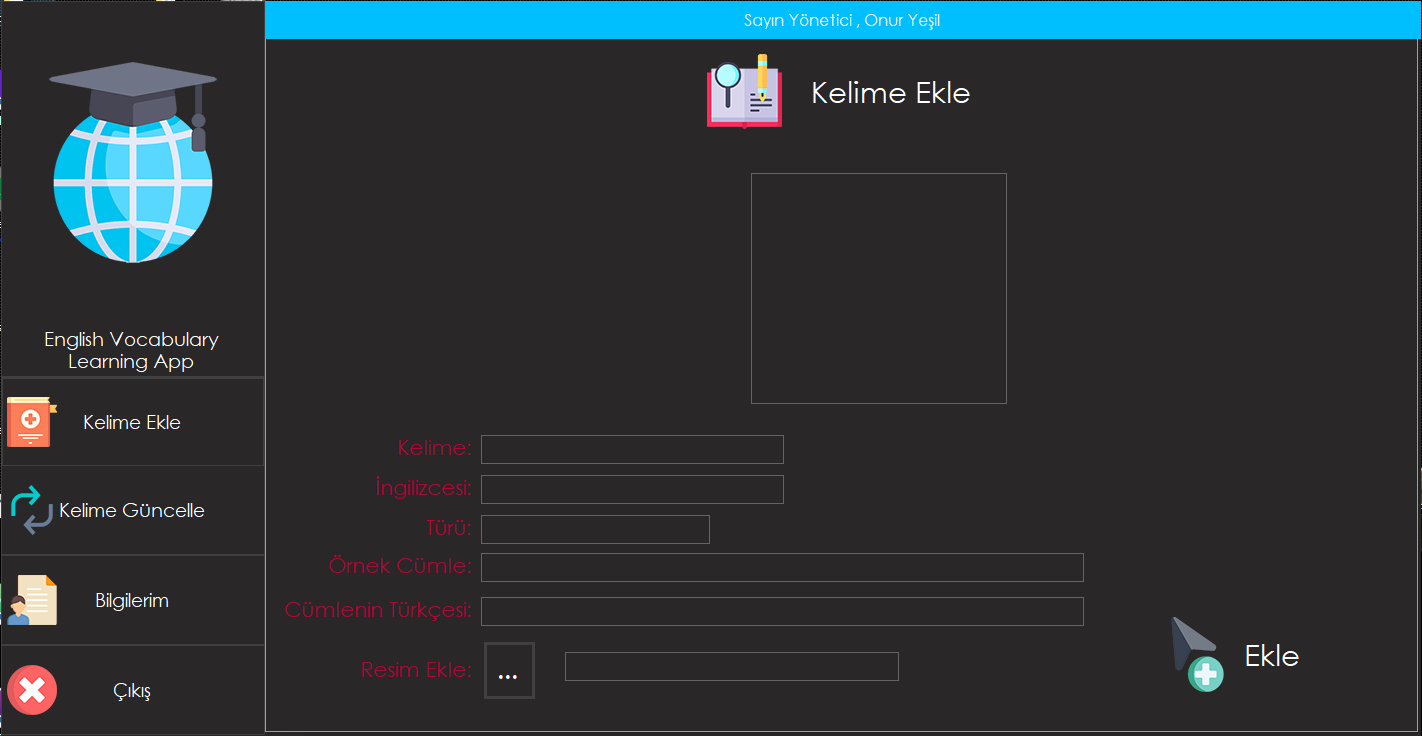 Sayın Yönetici , Onur Yeşil
Kelime Ekle
English Vocabulary
Learning App
Kelime Ekle
Kelime Güncelle
Bilgilerim
Çıkış
Kelime:
İngilizcesi:
Türü:
Örnek Cümle:
Cümlenin Türkçesi:
Resim Ekle:
...
Ekle